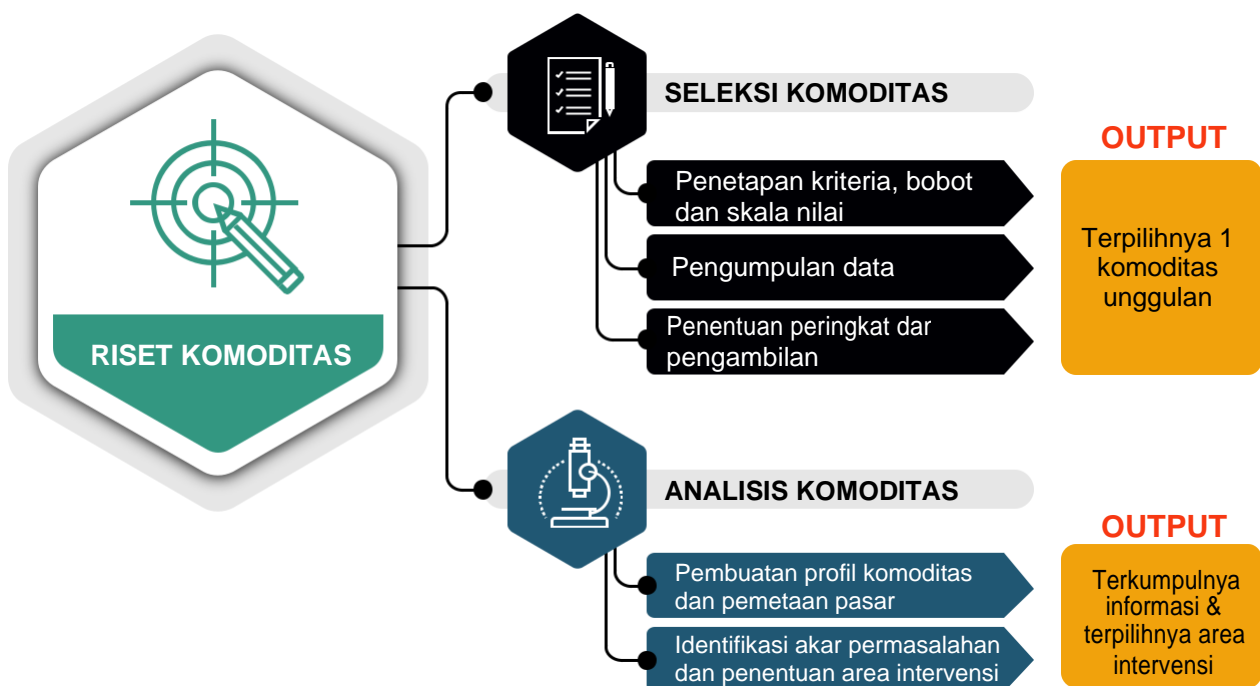 RISET KOMODITAS
SELEKSI KOMODITAS
Penetapan kriteria, bobot
dan skala nilai
Pengumpulan data
Penentuan peringkat dar
pengambilan
OUTPUT
Terpilihnya 1
komoditas
unggulan
ANALISIS KOMODITAS
Pembuatan profil komoditas
dan pemetaan pasar
Identifikasi akar permasalahan
dan penentuan area intervensi
OUTPUT
Terkumpulnya
informasi &
terpilihnya area
intervensi